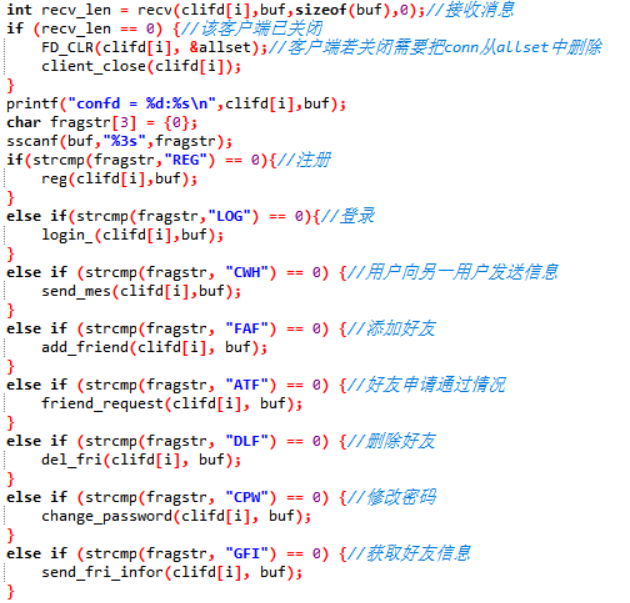 int recv_len = recv(clifd[i],buf,sizeof(buf),0);//接收消息
if (recv_len == 0) {//该客户端已关闭
    FD_CLR(clifd[i], &allset);//客户端若关闭需要把conn从allset中删除
    client_close(clifd[i]);
}
printf("confd = %d:%s\n",clifd[i],buf);
char fragstr[3] = {0};
sscanf(buf,"%3s",fragstr);
if(strcmp(fragstr,"REG") == 0){//注册
    reg(clifd[i],buf);
}
else if(strcmp(fragstr,"LOG") == 0){//登录
    login_(clifd[i],buf);
}
else if (strcmp(fragstr, "CWH") == 0) {//用户向另一用户发送信息
    send_mes(clifd[i],buf);
}
else if (strcmp(fragstr, "FAF") == 0) {//添加好友
    add_friend(clifd[i], buf);
}
else if (strcmp(fragstr, "ATF") == 0) {//好友申请通过情况
    friend_request(clifd[i], buf);
}
else if (strcmp(fragstr, "DLF") == 0) {//删除好友
    del_fri(clifd[i], buf);
}
else if (strcmp(fragstr, "CPW") == 0) {//修改密码
    change_password(clifd[i], buf);
}
else if (strcmp(fragstr, "GFI") == 0) {//获取好友信息
    send_fri_infor(clifd[i], buf);
}